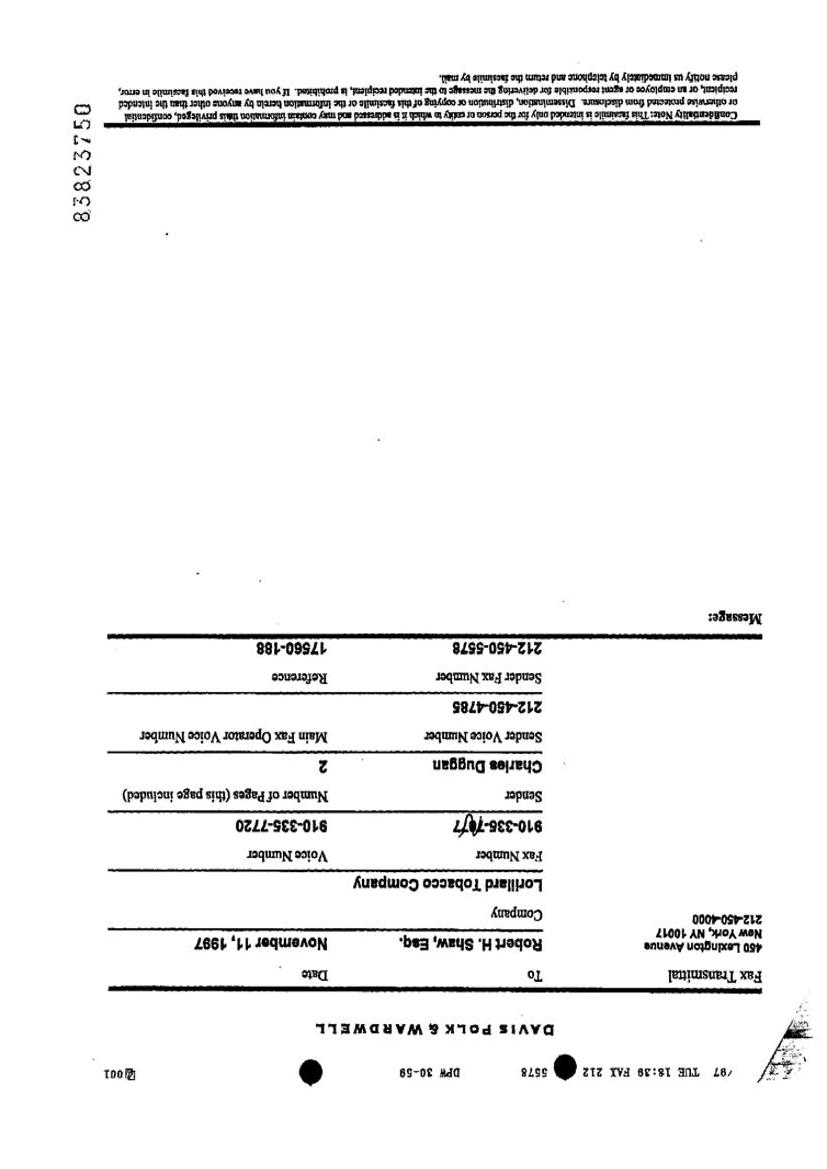 /97 TUE 18:39 FAX 212 5578 DPW 30-59 001
DAVIS POLK & WARDWELL
Fax Transmittal To Date
450 Lexington Avenue Robert H. Shaw, Esq. November 11, 1997
New York, NY 10017
212-450-4000
Company
Lorillard Tobacco Company
Fax Number Voice Number
910-335-7077 910-335-7720
Sender Number of Pages (this page included)
Charles Duggan 2
Sender Voice Number Main Fax Operator Voice Number
212-450-4785
Sender Fax Number Reference
212-450-5578 17560-188
Message:
Confidentiality Note: This facsimile is intended only for the person or entity to which it is addressed and may contain information that is privileged, confidential
or otherwise protected from disclosure. Dissemination, distribution or copying of this facsimile or the information herein by anyone other than the intended
recipient, or an employee or agent responsible for delivering the message to the intended recipient, is prohibited. If you have received this facsimile in error,
please notify us immediately by telephone and return the facsimile by mail.
83823750